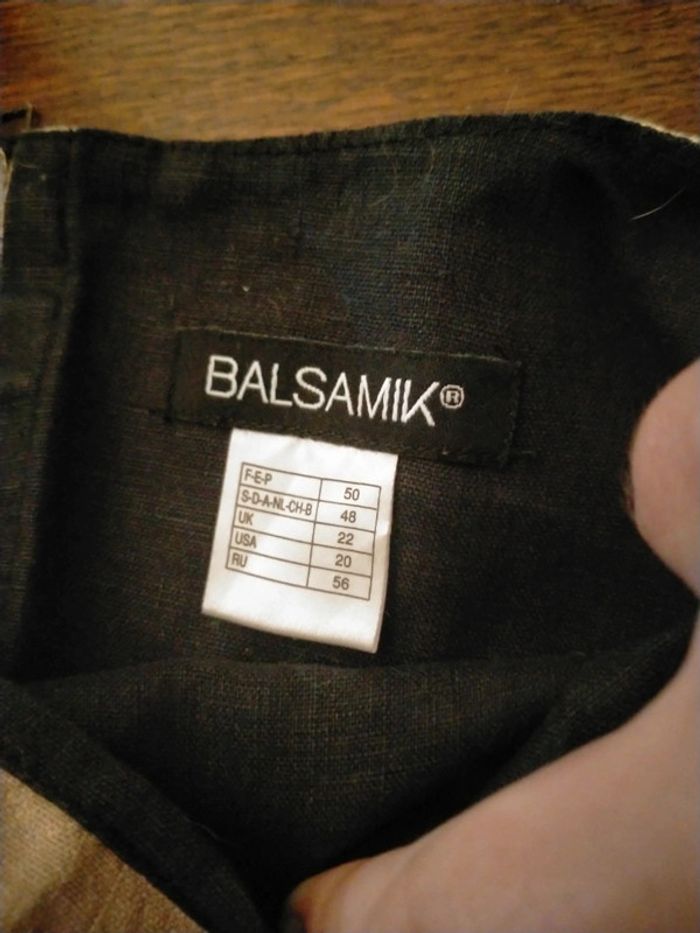 BALSAMIK®
F-E-P 50
S-D-A-NL-CH-B 48
UK 22
USA 20
RU 56